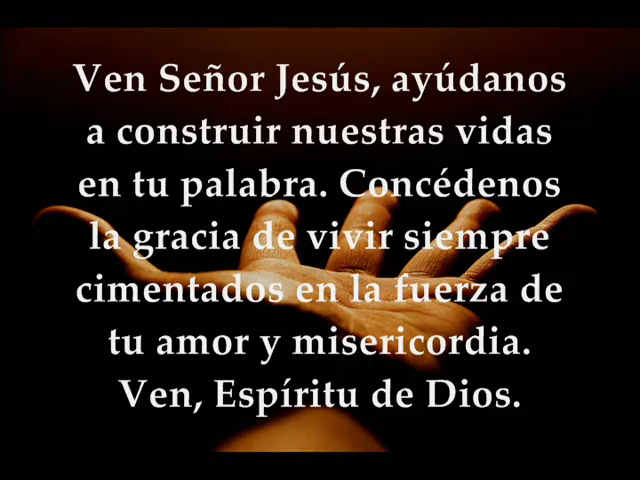 Ven Señor Jesús, ayúdanos
a construir nuestras vidas
en tu palabra. Concédenos
la gracia de vivir siempre
cimentados en la fuerza de
tu amor y misericordia.
Ven, Espíritu de Dios.